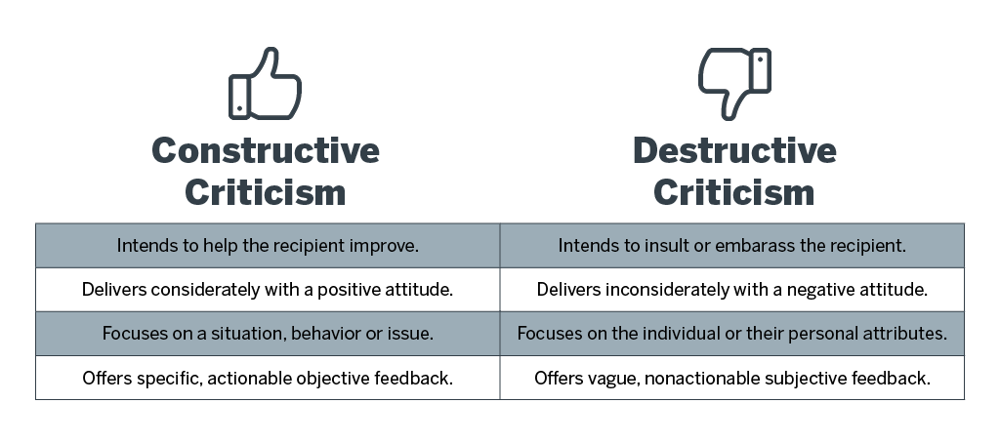 Constructive
Criticism
Destructive
Criticism
Intends to help the recipient improve.
Intends to insult or embarass the recipient.
Delivers considerately with a positive attitude.
Delivers inconsiderately with a negative attitude.
Focuses on a situation, behavior or issue.
Focuses on the individual or their personal attributes.
Offers specific, actionable objective feedback.
Offers vague, nonactionable subjective feedback.